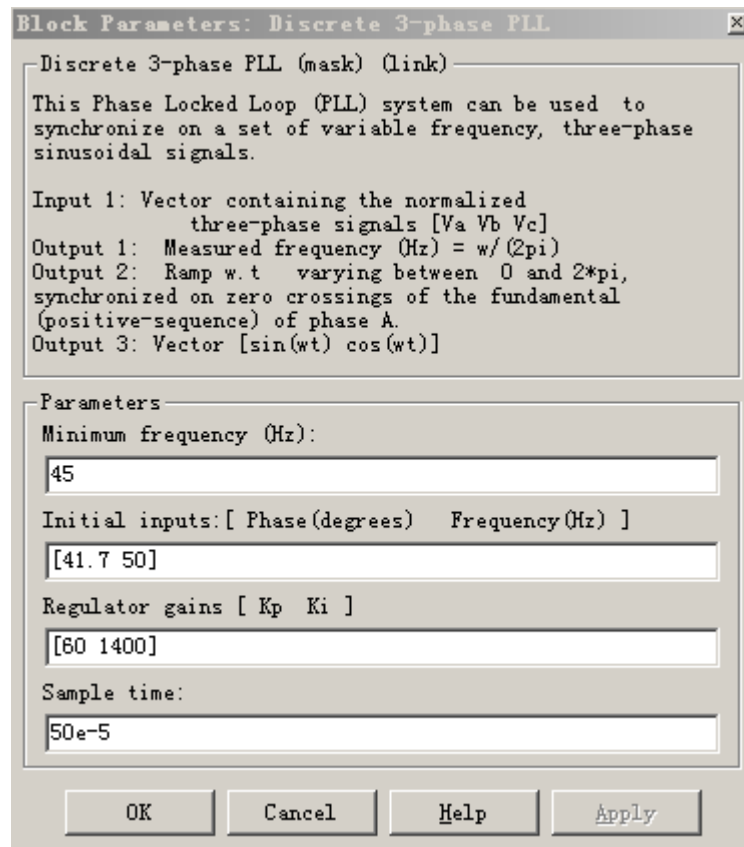 Block Parameters: Discrete 3-phase PLL
Discrete 3-phase PLL (mask) (link)
This Phase Locked Loop (PLL) system can be used to
synchronize on a set of variable frequency, three-phase
sinusoidal signals.
Input 1: Vector containing the normalized
three-phase signals [Va Vb Vc]
Output 1: Measured frequency (Hz) = w/(2pi)
Output 2: Ramp w.t varying between 0 and 2*pi,
synchronized on zero crossings of the fundamental
(positive-sequence) of phase A.
Output 3: Vector [sin(wt) cos(wt)]
Parameters
Minimum frequency (Hz):
45
Initial inputs:[ Phase(degrees) Frequency(Hz) ]
[41.7 50]
Regulator gains [ Kp Ki ]
[60 1400]
Sample time:
50e-5
OK Cancel Help Apply